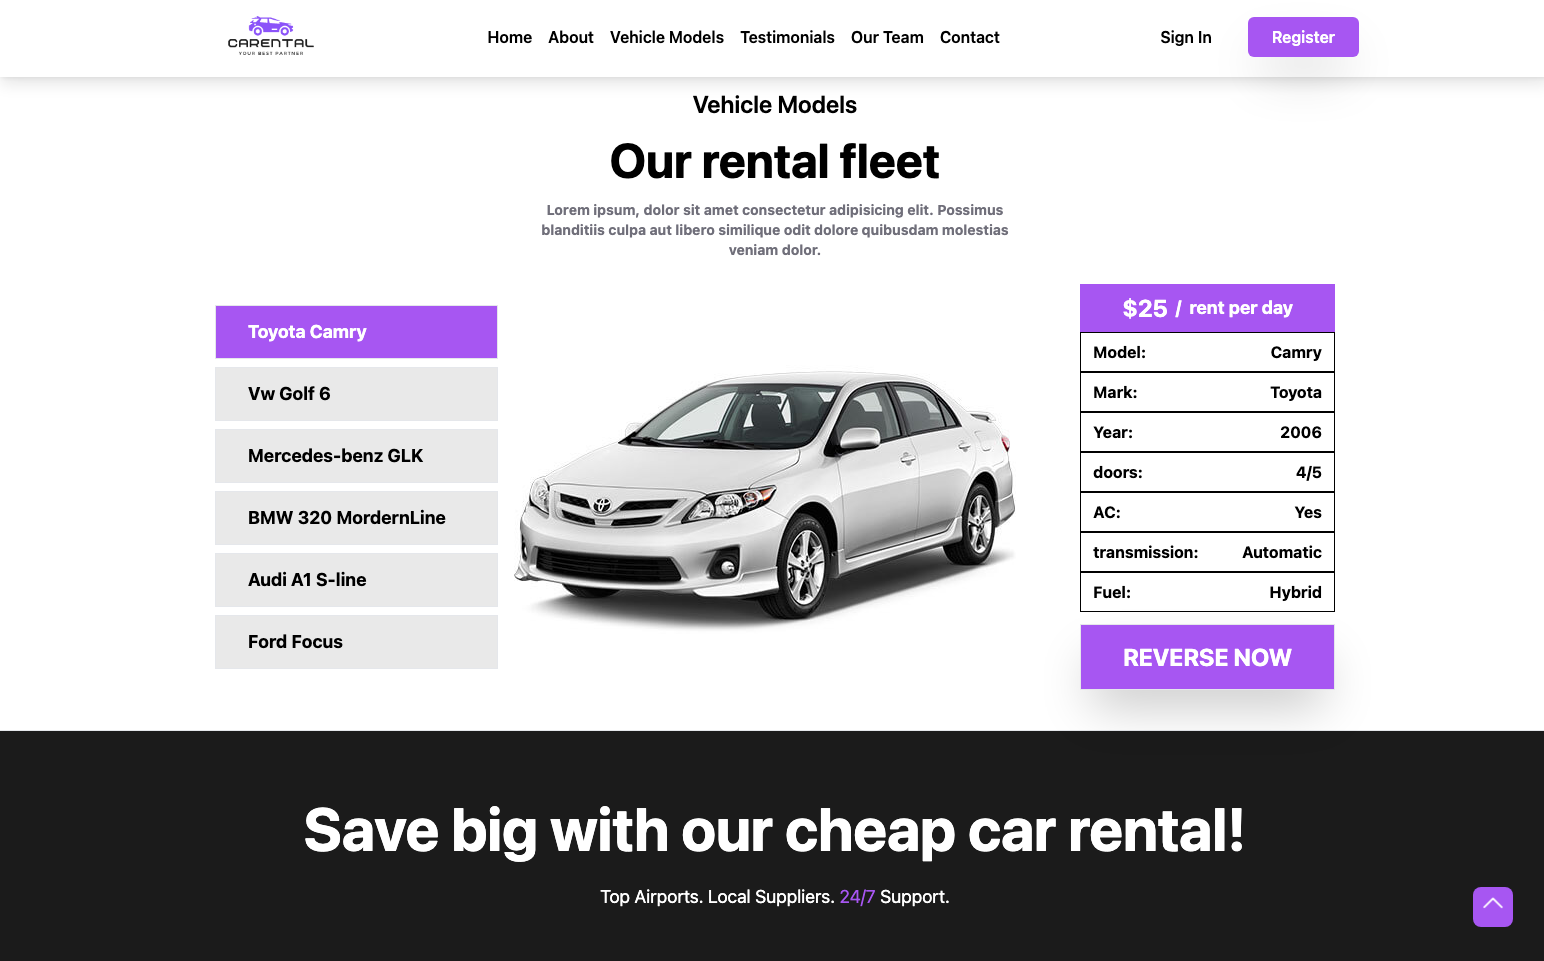 CARENTAL
YOUR BEST PARTNER
Home About Vehicle Models Testimonials Our Team Contact
Sign In
Register
Vehicle Models
Our rental fleet
Lorem ipsum, dolor sit amet consectetur adipisicing elit. Possimus
blanditiis culpa aut libero similique odit dolore quibusdam molestias
veniam dolor.
Toyota Camry
Vw Golf 6
Mercedes-benz GLK
BMW 320 MordernLine
Audi A1 S-line
Ford Focus
$25 / rent per day
Model: Camry
Mark: Toyota
Year: 2006
doors: 4/5
AC: Yes
transmission: Automatic
Fuel: Hybrid
REVERSE NOW
Save big with our cheap car rental!
Top Airports. Local Suppliers. 24/7 Support.